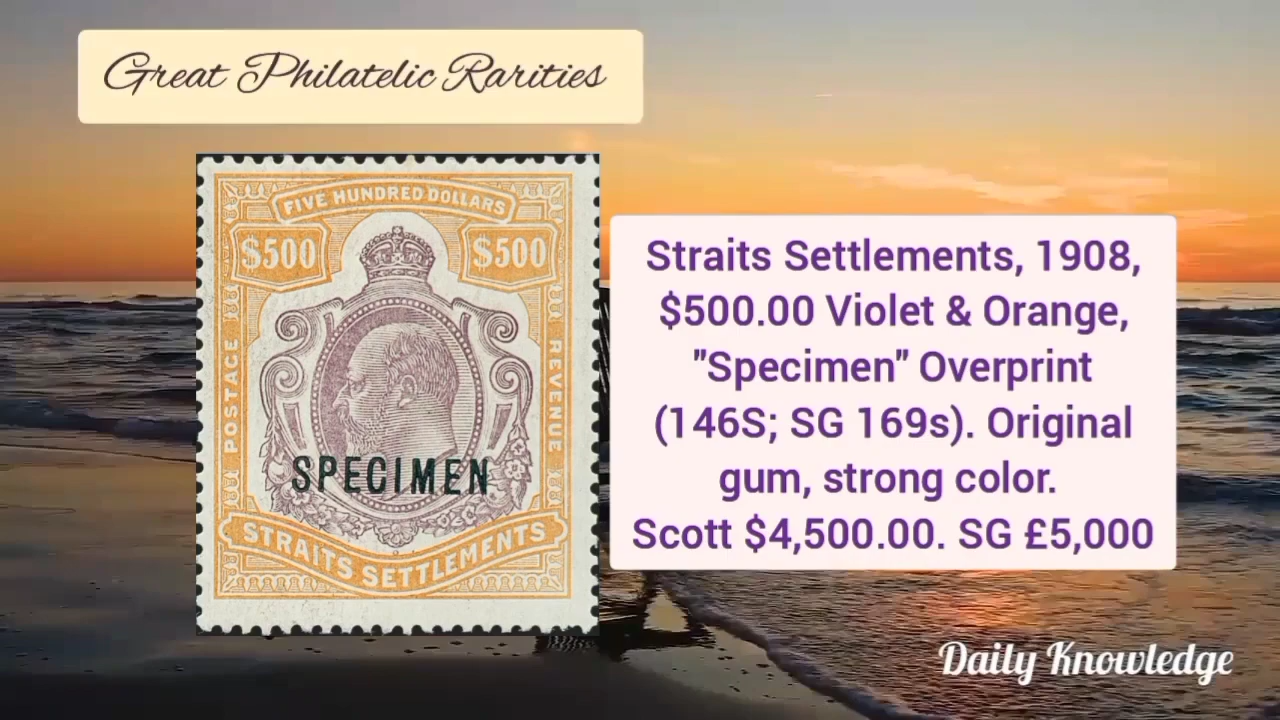 Great Philatelic Rarities
FIVE HUNDRED DOLLARS
$500
$500
POSTAGE
REVENUE
SPECIMEN
STRAITS SETTLEMENTS
Straits Settlements, 1908,
$500.00 Violet & Orange,
"Specimen" Overprint
(146S; SG 169s). Original
gum, strong color.
Scott $4,500.00. SG £5,000
Daily Knowledge